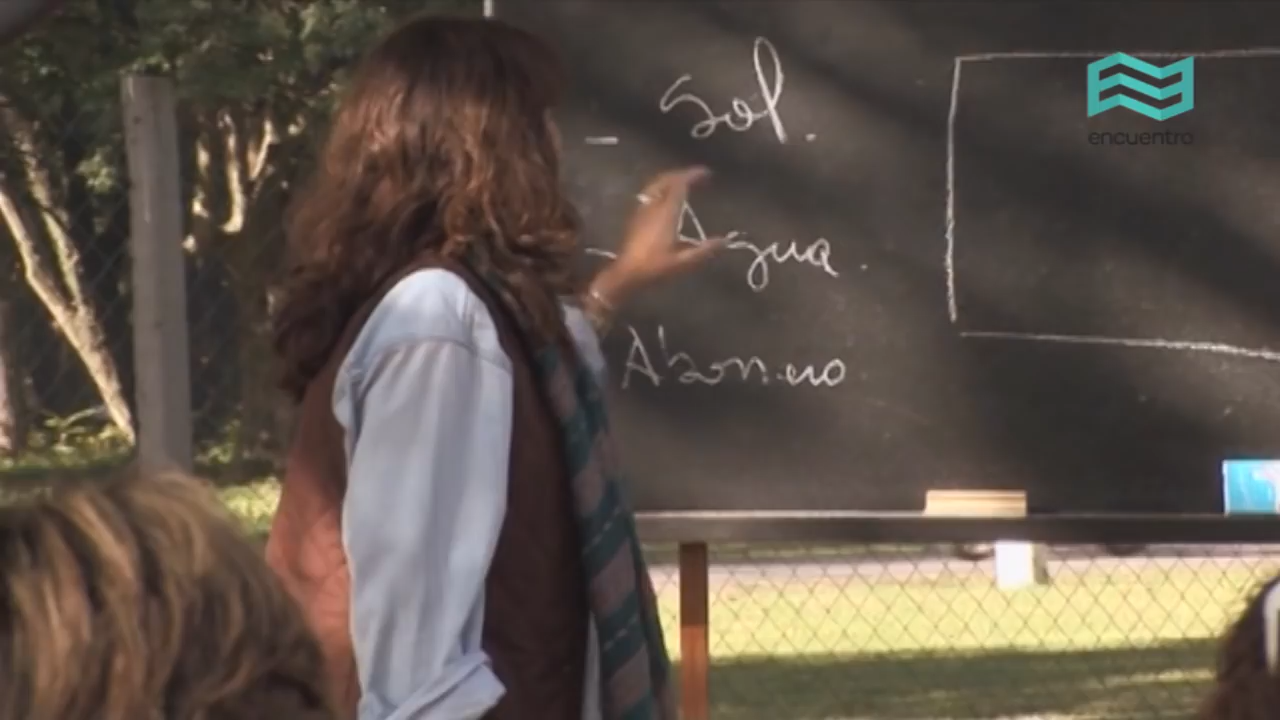 - Sol.
- Agua.
Abono
encuentro